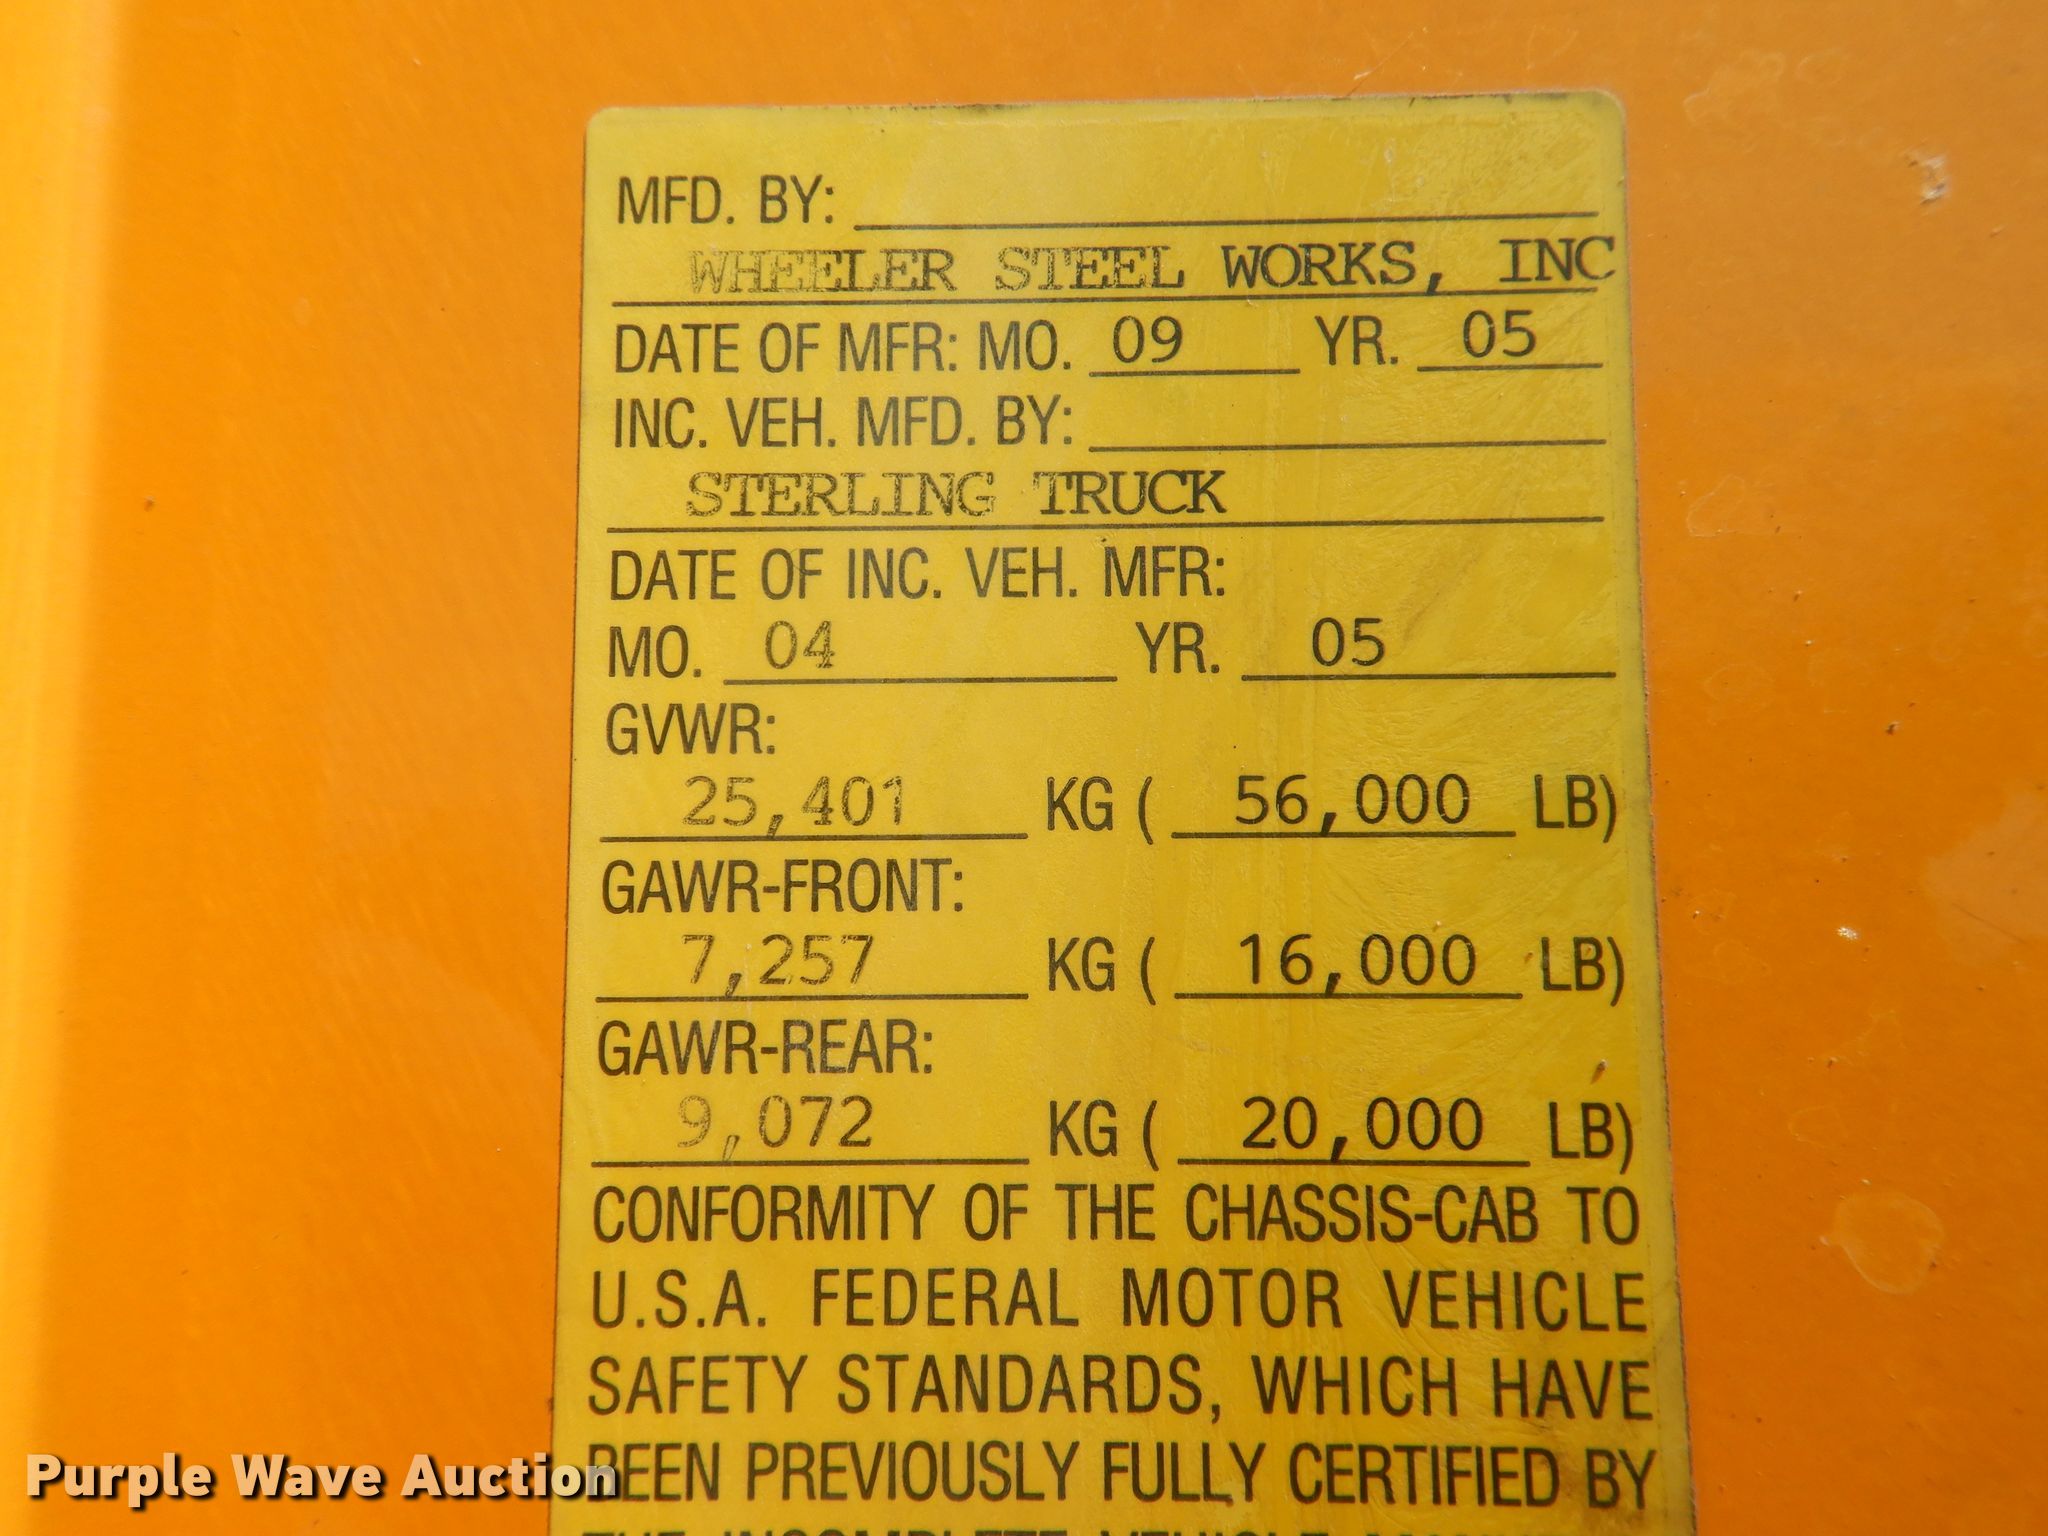 MFD. BY:
WHEELER STEEL WORKS, INC
DATE OF MFR: MO. 09 YR. 05
INC. VEH. MFD. BY:
STERLING TRUCK
DATE OF INC. VEH. MFR:
MO. 04 YR. 05
GVWR:
25,401 KG ( 56,000 LB)
GAWR-FRONT:
7,257 KG ( 16,000 LB)
GAWR-REAR:
9,072 KG ( 20,000 LB)
CONFORMITY OF THE CHASSIS-CAB TO
U.S.A. FEDERAL MOTOR VEHICLE
SAFETY STANDARDS, WHICH HAVE
BEEN PREVIOUSLY FULLY CERTIFIED BY
THE INCOMPLETE VEHICLE
Purple Wave Auction